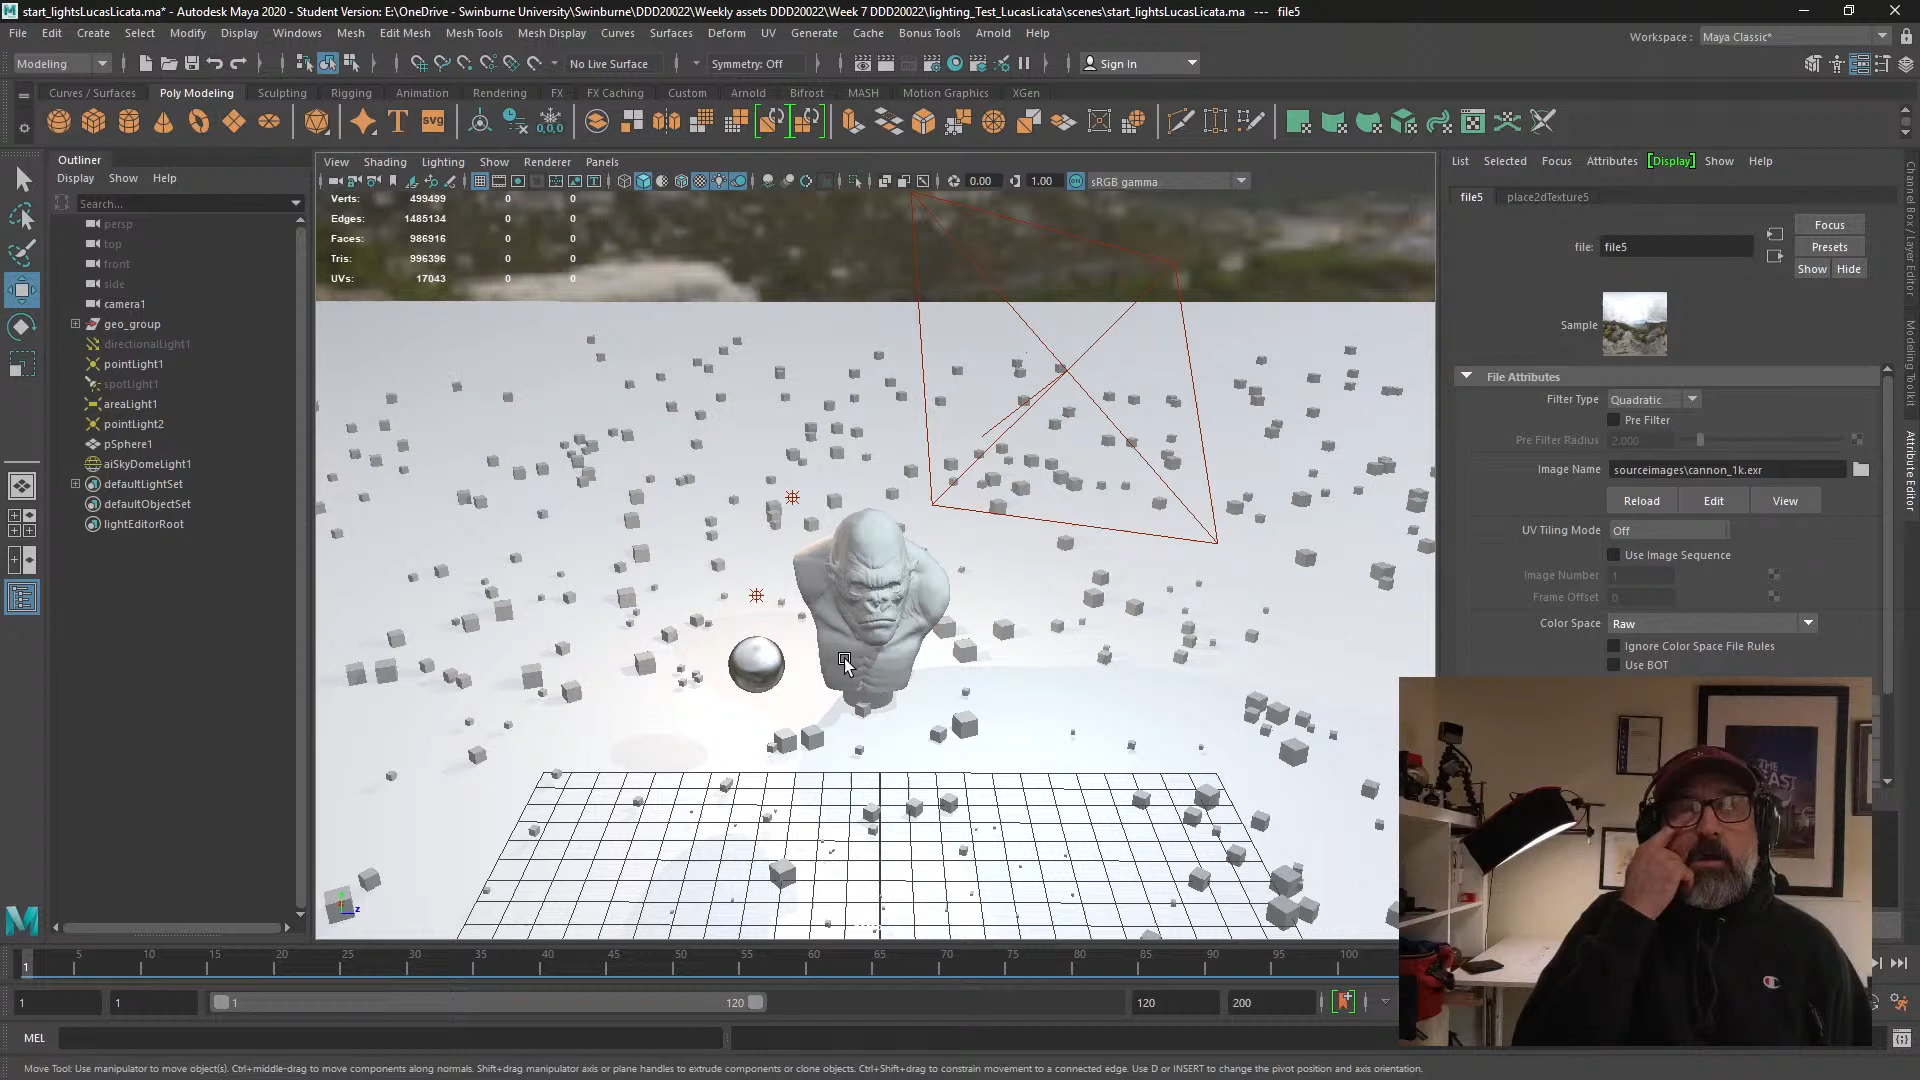 start_lightsLucasLicata.ma* - Autodesk Maya 2020 - Student Version: E:\OneDrive - Swinburne University\Swinburne\DDD20022\Weekly assets DDD20022\Week 7 DDD20022\lighting_Test_LucasLicata\scenes\start_lightsLucasLicata.ma --- file5
File Edit Create Select Modify Display Windows Mesh Edit Mesh Mesh Tools Mesh Display Curves Surfaces Deform UV Generate Cache Bonus Tools Arnold Help
Workspace : Maya Classic*
Modeling No Live Surface Symmetry: Off Sign In
Curves / Surfaces Poly Modeling Sculpting Rigging Animation Rendering FX FX Caching Custom Arnold Bifrost MASH Motion Graphics XGen
T svg 0,0,0
Outliner
Display Show Help
Search...
persp
top
front
side
camera1
geo_group
directionalLight1
pointLight1
spotLight1
areaLight1
pointLight2
pSphere1
aiSkyDomeLight1
defaultLightSet
defaultObjectSet
lightEditorRoot
View Shading Lighting Show Renderer Panels
0.00 1.00 sRGB gamma
Verts: 499499 0 0
Edges: 1485134 0 0
Faces: 986916 0 0
Tris: 996396 0 0
UVs: 17043 0 0
z
List Selected Focus Attributes [Display] Show Help
file5 place2dTexture5
file: file5
Focus
Presets
Show Hide
Sample
File Attributes
Filter Type Quadratic
Pre Filter
Pre Filter Radius 2.000
Image Name sourceimages\cannon_1k.exr
Reload Edit View
UV Tiling Mode Off
Use Image Sequence
Image Number 1
Frame Offset 0
Color Space Raw
Ignore Color Space File Rules
Use BOT
Channel Box / Layer Editor
Modeling Toolkit
Attribute Editor
1 5 10 15 20 25 30 35 40 45 50 55 60 65 70 75 80 85 90 95 100
1 1 1 120 120 200
MEL
Move Tool: Use manipulator to move object(s). Ctrl+middle-drag to move components along normals. Shift+drag manipulator axis or plane handles to extrude components or clone objects. Ctrl+Shift+drag to constrain movement to a connected edge. Use D or INSERT to change the pivot position and axis orientation.